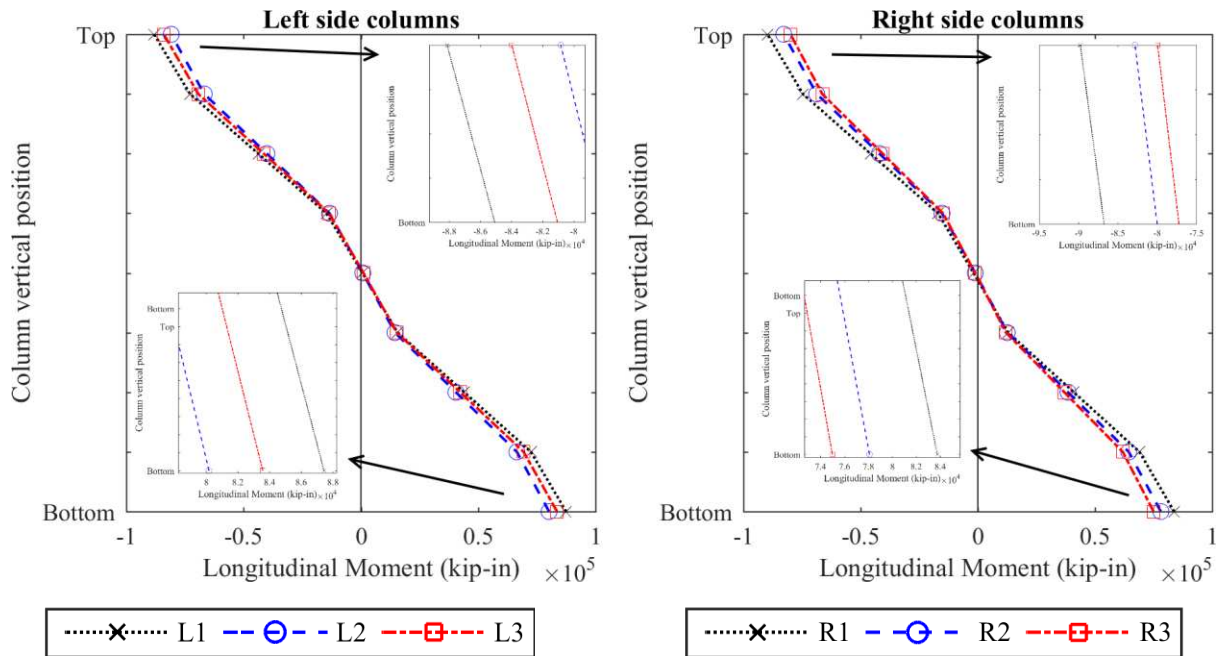 Left side columns
Top
Bottom
Column vertical position
-1 -0.5 0 0.5 1
Longitudinal Moment (kip-in) ×10^5
Column vertical position
Bottom
-8.8 -8.6 -8.4 -8.2 -8
Longitudinal Moment (kip-in) ×10^4
Bottom
Top
Column vertical position
Bottom
8 8.2 8.4 8.6 8.8
Longitudinal Moment (kip-in) ×10^4
L1 L2 L3
Right side columns
Top
Bottom
Column vertical position
-1 -0.5 0 0.5 1
Longitudinal Moment (kip-in) ×10^5
Column vertical position
Bottom
-9.5 -9 -8.5 -8 -7.5
Longitudinal Moment (kip-in) ×10^4
Bottom
Top
Column vertical position
Bottom
7.4 7.6 7.8 8 8.2 8.4
Longitudinal Moment (kip-in) ×10^4
R1 R2 R3